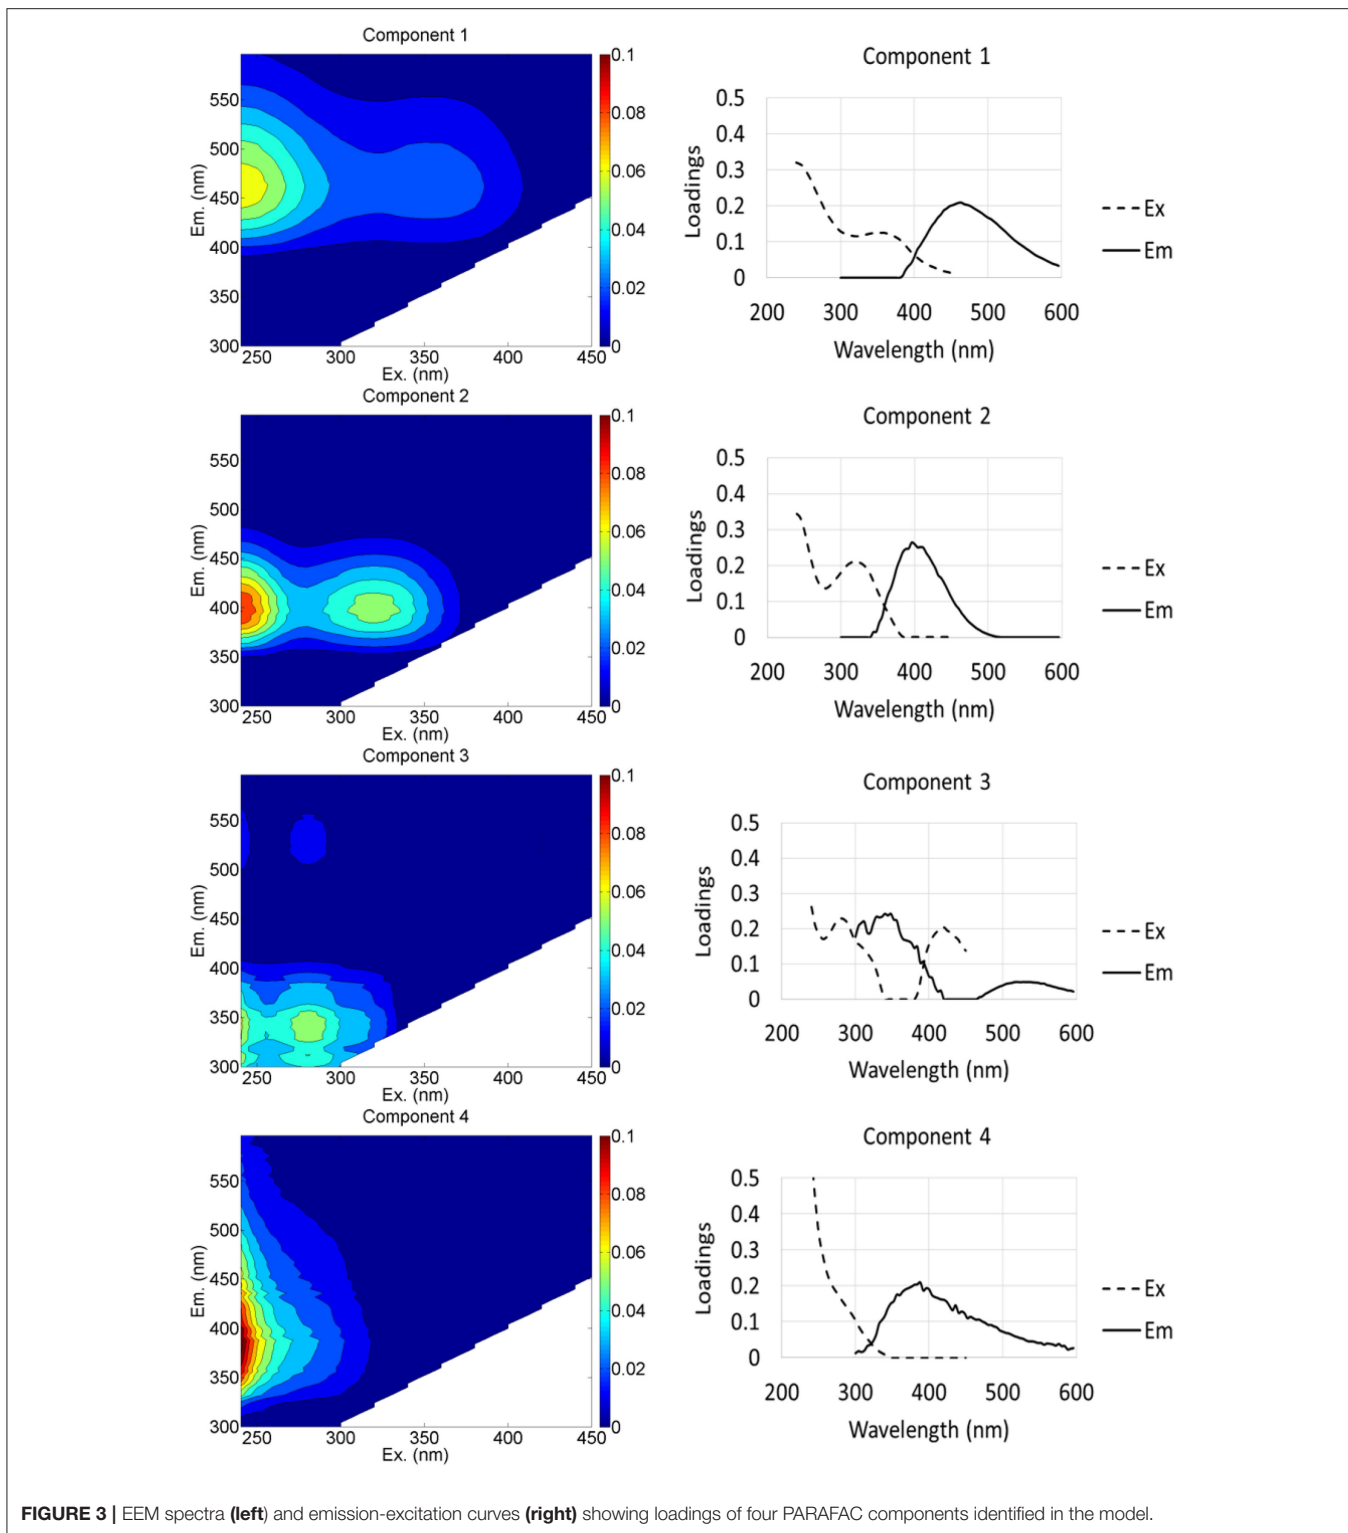 Component 1
Em. (nm)
550
500
450
400
350
300
250 300 350 400 450
Ex. (nm)
0.1
0.08
0.06
0.04
0.02
0
Component 1
Loadings
0.5
0.4
0.3
0.2
0.1
0
200 300 400 500 600
Wavelength (nm)
Ex
Em
Component 2
Em. (nm)
550
500
450
400
350
300
250 300 350 400 450
Ex. (nm)
0.1
0.08
0.06
0.04
0.02
0
Component 2
Loadings
0.5
0.4
0.3
0.2
0.1
0
200 300 400 500 600
Wavelength (nm)
Ex
Em
Component 3
Em. (nm)
550
500
450
400
350
300
250 300 350 400 450
Ex. (nm)
0.1
0.08
0.06
0.04
0.02
0
Component 3
Loadings
0.5
0.4
0.3
0.2
0.1
0
200 300 400 500 600
Wavelength (nm)
Ex
Em
Component 4
Em. (nm)
550
500
450
400
350
300
250 300 350 400 450
Ex. (nm)
0.1
0.08
0.06
0.04
0.02
0
Component 4
Loadings
0.5
0.4
0.3
0.2
0.1
0
200 300 400 500 600
Wavelength (nm)
Ex
Em
FIGURE 3 | EEM spectra (left) and emission-excitation curves (right) showing loadings of four PARAFAC components identified in the model.